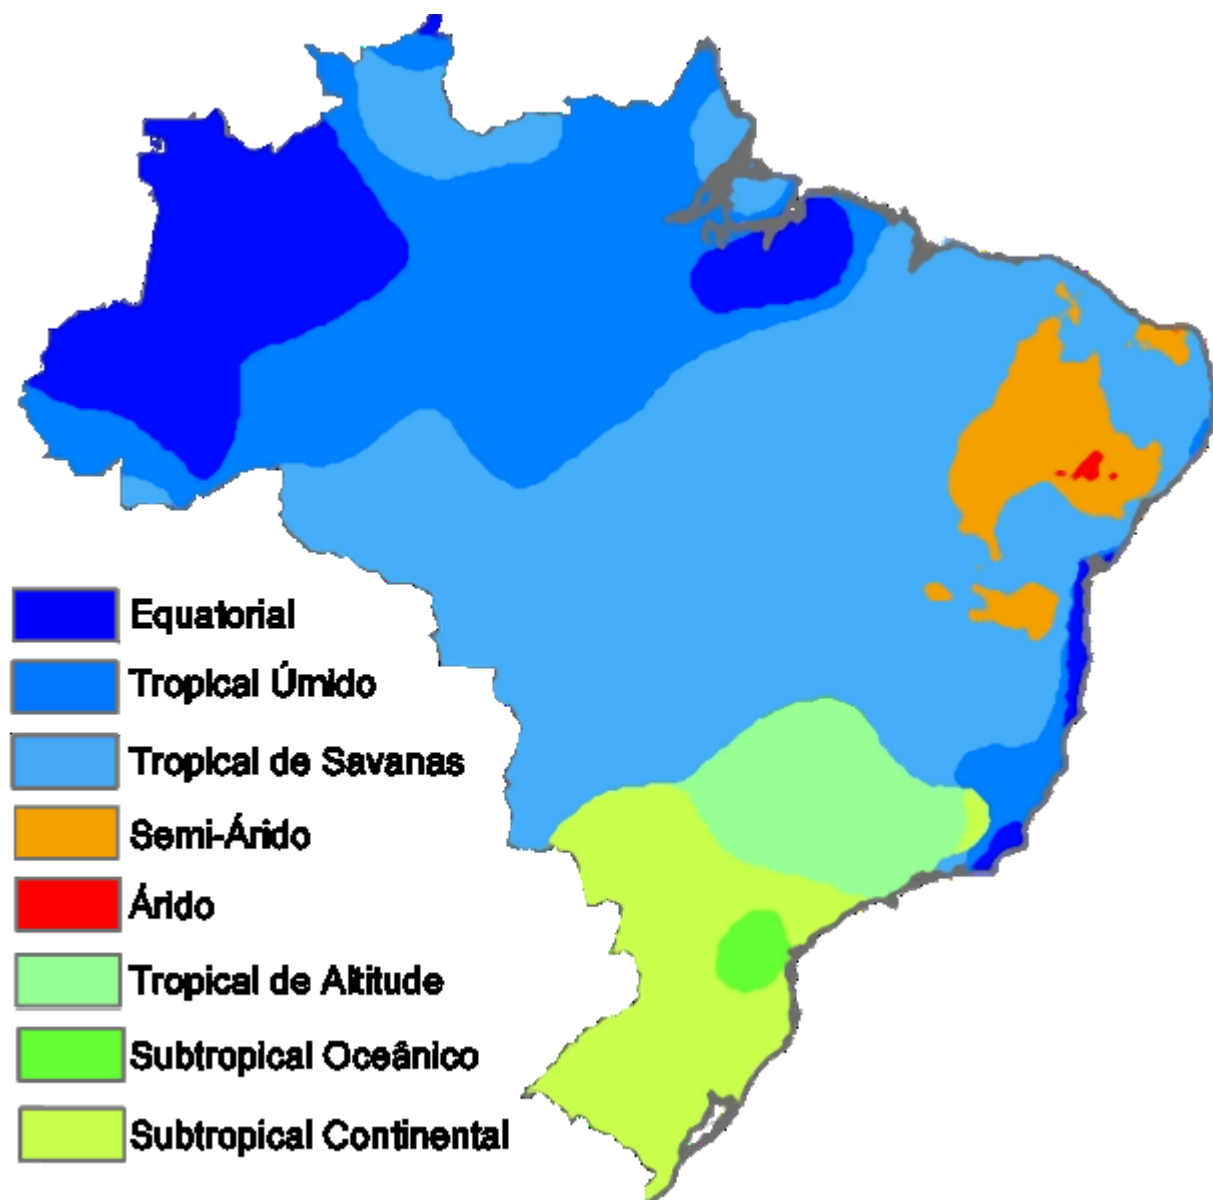 Equatorial
Tropical Úmido
Tropical de Savanas
Semi-Árido
Árido
Tropical de Altitude
Subtropical Oceânico
Subtropical Continental